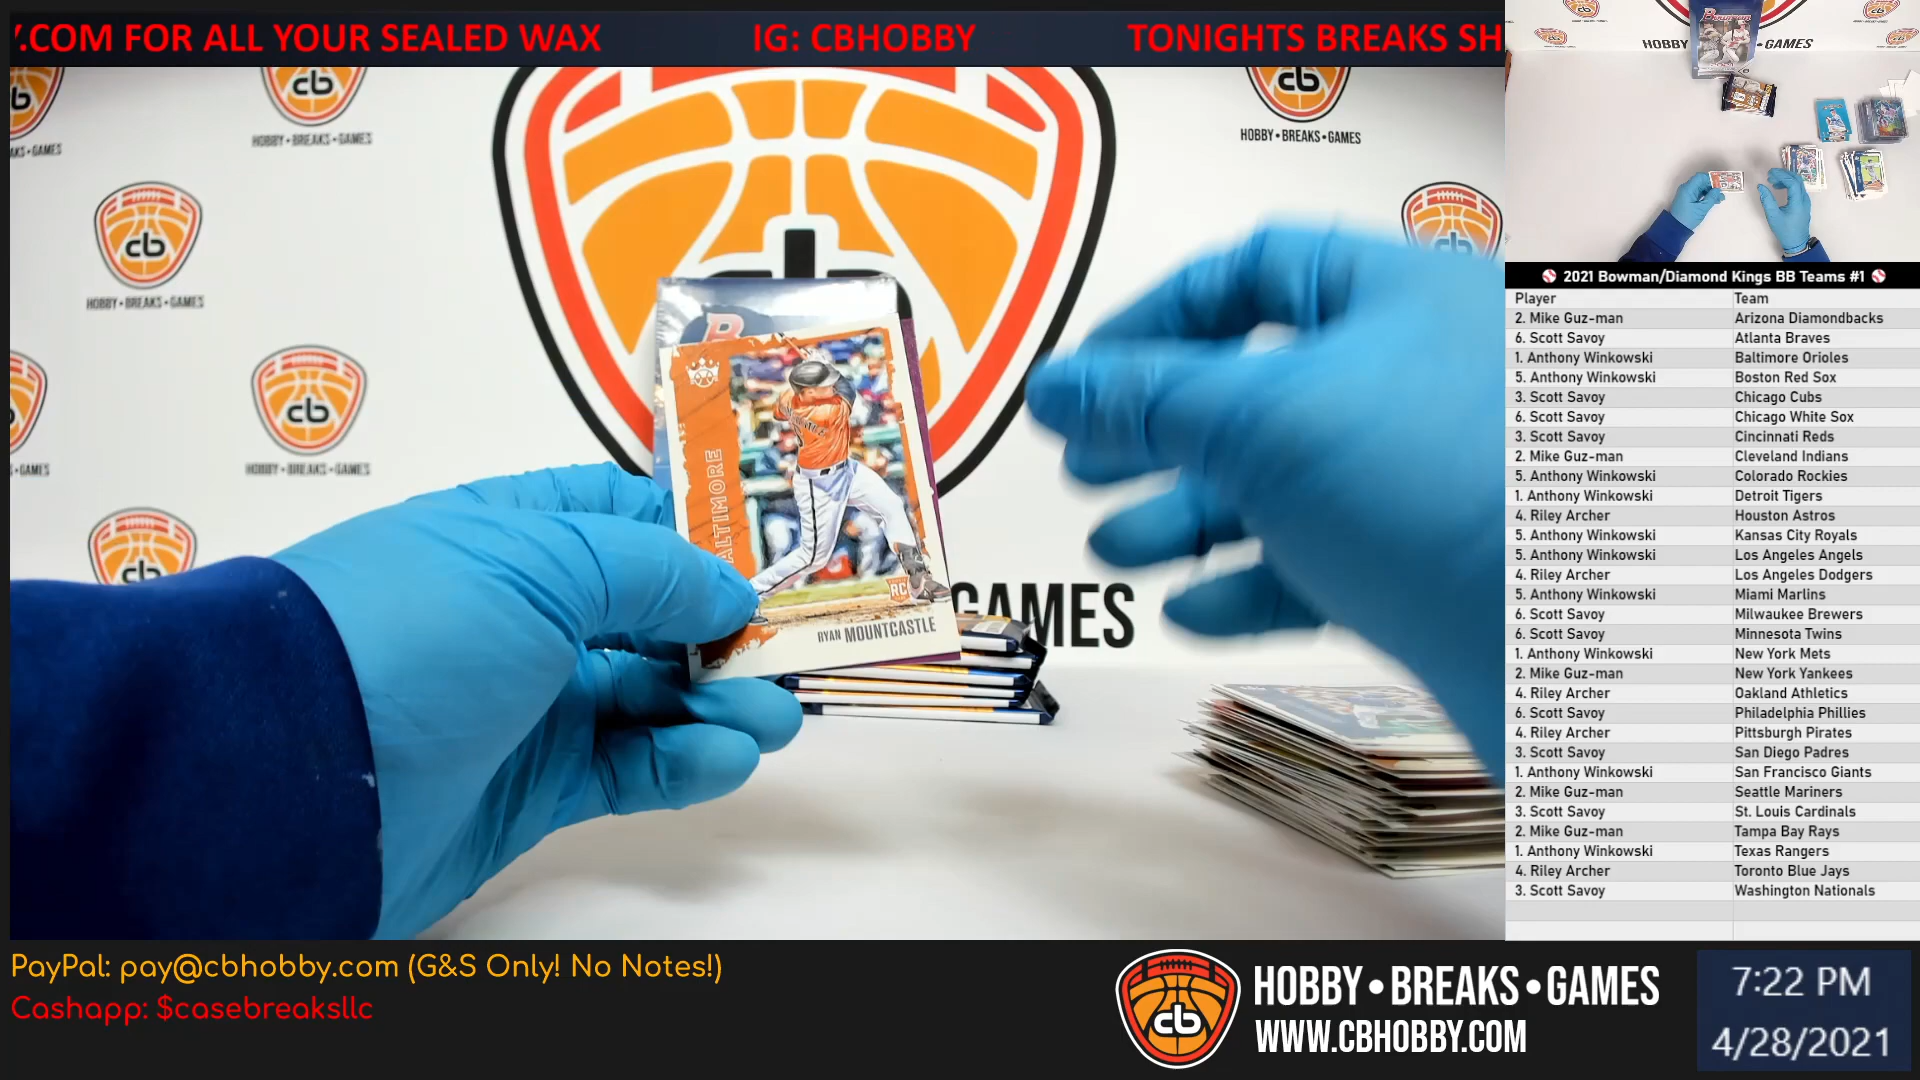 .COM FOR ALL YOUR SEALED WAX
IG: CBHOBBY
TONIGHTS BREAKS SH
cb
HOBBY • BREAKS • GAMES
cb
HOBBY • BREAKS • GAMES
cb
HOBBY • BREAKS • GAMES
cb
HOBBY • BREAKS • GAMES
GAMES
ALTIMORE
RC
RYAN MOUNTCASTLE
HOBBY
GAMES
Bowman
2021 Bowman/Diamond Kings BB Teams #1
Player Team
2. Mike Guz-man Arizona Diamondbacks
6. Scott Savoy Atlanta Braves
1. Anthony Winkowski Baltimore Orioles
5. Anthony Winkowski Boston Red Sox
3. Scott Savoy Chicago Cubs
6. Scott Savoy Chicago White Sox
3. Scott Savoy Cincinnati Reds
2. Mike Guz-man Cleveland Indians
5. Anthony Winkowski Colorado Rockies
1. Anthony Winkowski Detroit Tigers
4. Riley Archer Houston Astros
5. Anthony Winkowski Kansas City Royals
5. Anthony Winkowski Los Angeles Angels
4. Riley Archer Los Angeles Dodgers
5. Anthony Winkowski Miami Marlins
6. Scott Savoy Milwaukee Brewers
6. Scott Savoy Minnesota Twins
1. Anthony Winkowski New York Mets
2. Mike Guz-man New York Yankees
4. Riley Archer Oakland Athletics
6. Scott Savoy Philadelphia Phillies
4. Riley Archer Pittsburgh Pirates
3. Scott Savoy San Diego Padres
1. Anthony Winkowski San Francisco Giants
2. Mike Guz-man Seattle Mariners
3. Scott Savoy St. Louis Cardinals
2. Mike Guz-man Tampa Bay Rays
1. Anthony Winkowski Texas Rangers
4. Riley Archer Toronto Blue Jays
3. Scott Savoy Washington Nationals
PayPal: pay@cbhobby.com (G&S Only! No Notes!)
Cashapp: $casebreaksllc
cb
HOBBY • BREAKS • GAMES
WWW.CBHOBBY.COM
7:22 PM
4/28/2021